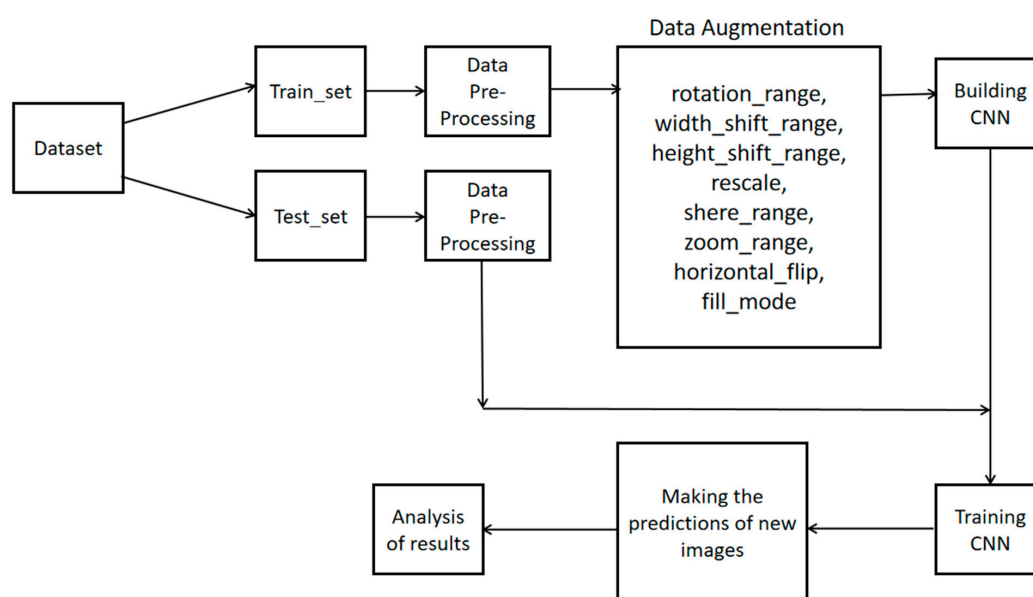 Data Augmentation
Dataset
Train_set
Data
Pre-
Processing
rotation_range,
width_shift_range,
height_shift_range,
rescale,
shere_range,
zoom_range,
horizontal_flip,
fill_mode
Building
CNN
Test_set
Data
Pre-
Processing
Training
CNN
Making the
predictions of new
images
Analysis
of results